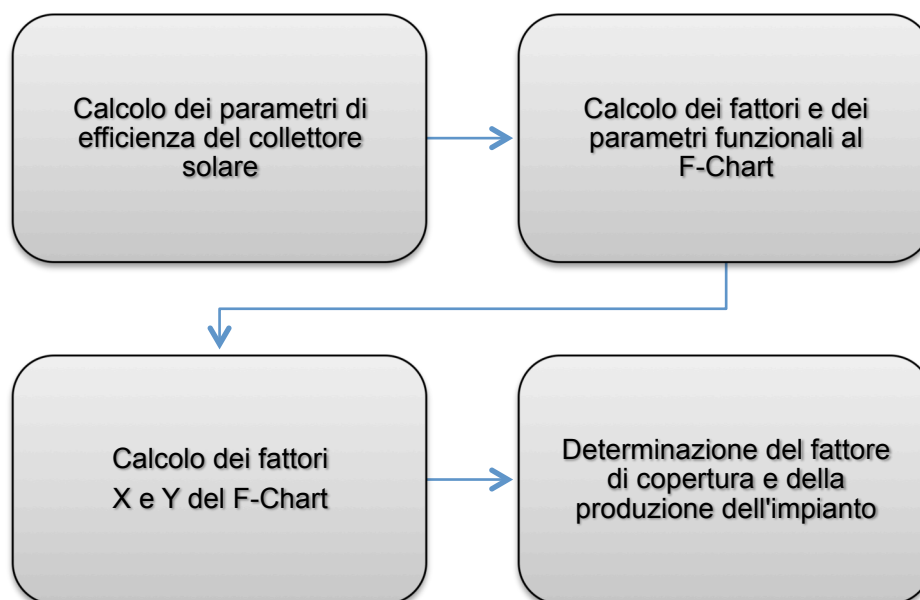 Calcolo dei parametri di
efficienza del collettore
solare
Calcolo dei fattori e dei
parametri funzionali al
F-Chart
Calcolo dei fattori
X e Y del F-Chart
Determinazione del fattore
di copertura e della
produzione dell'impianto